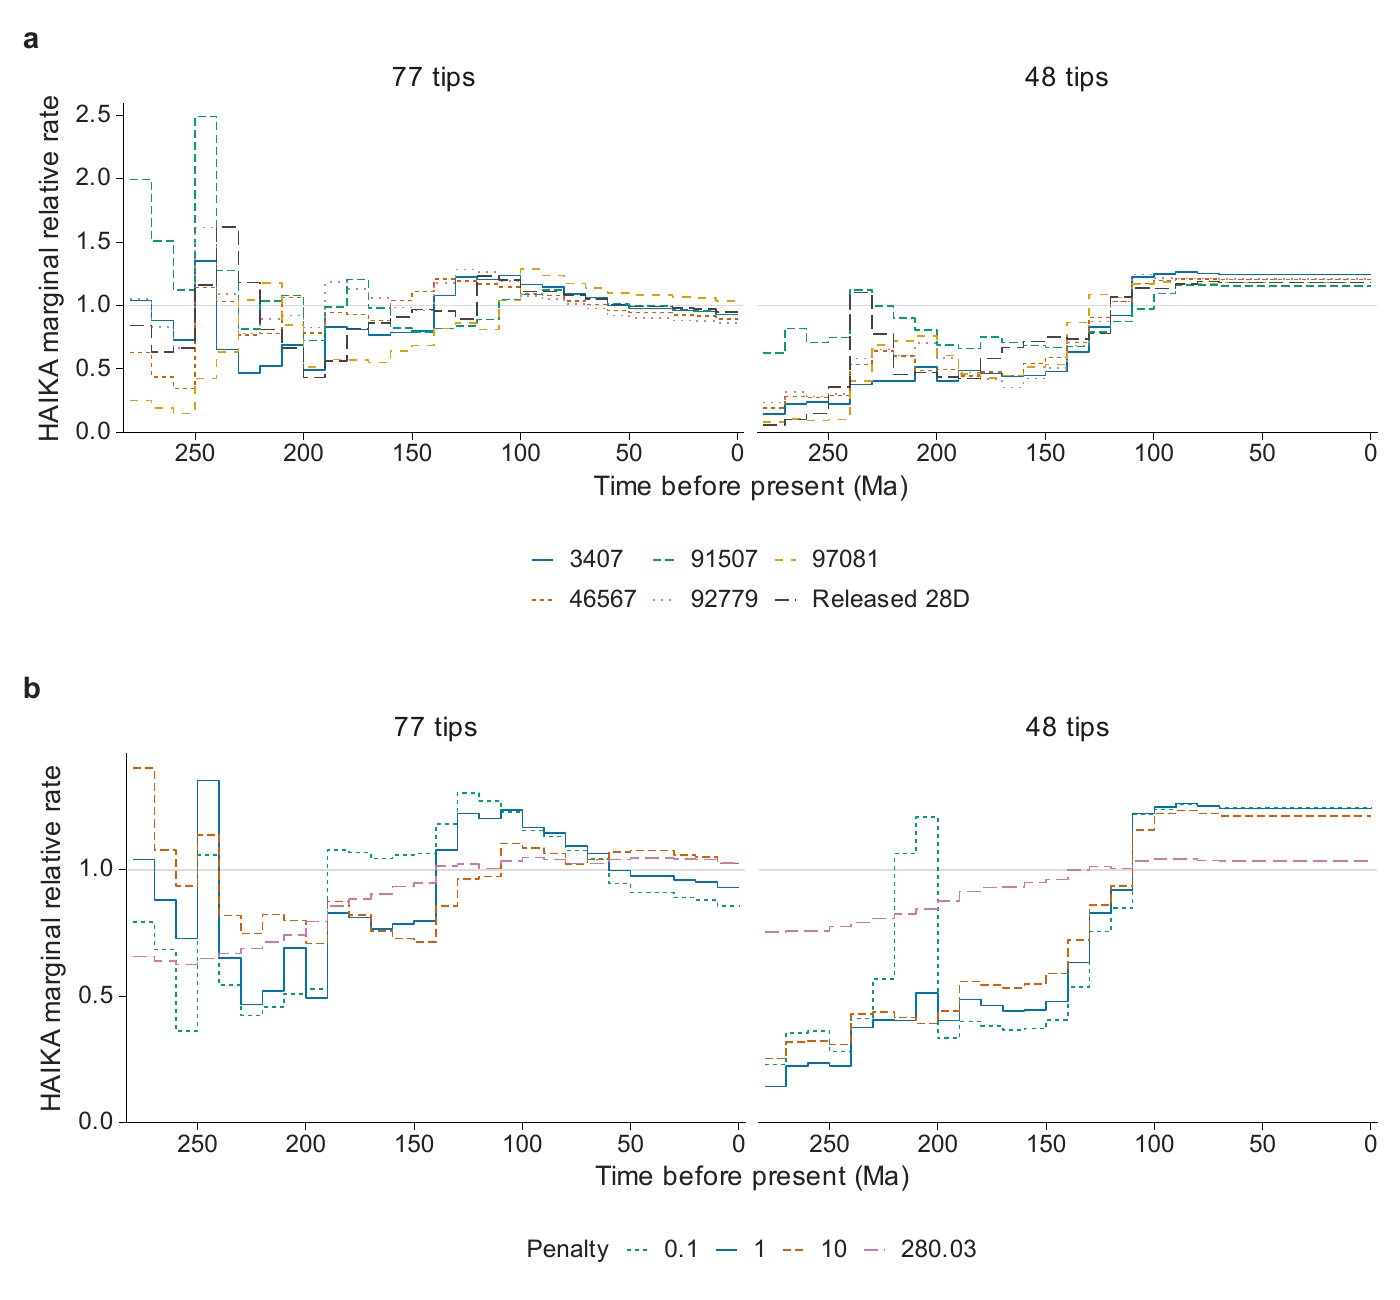 a
77 tips 48 tips
HAIKA marginal relative rate
2.5
2.0
1.5
1.0
0.5
0.0
250 200 150 100 50 0 250 200 150 100 50 0
Time before present (Ma)
3407 91507 97081
46567 92779 Released 28D
b
77 tips 48 tips
HAIKA marginal relative rate
1.0
0.5
0.0
250 200 150 100 50 0 250 200 150 100 50 0
Time before present (Ma)
Penalty 0.1 1 10 280.03